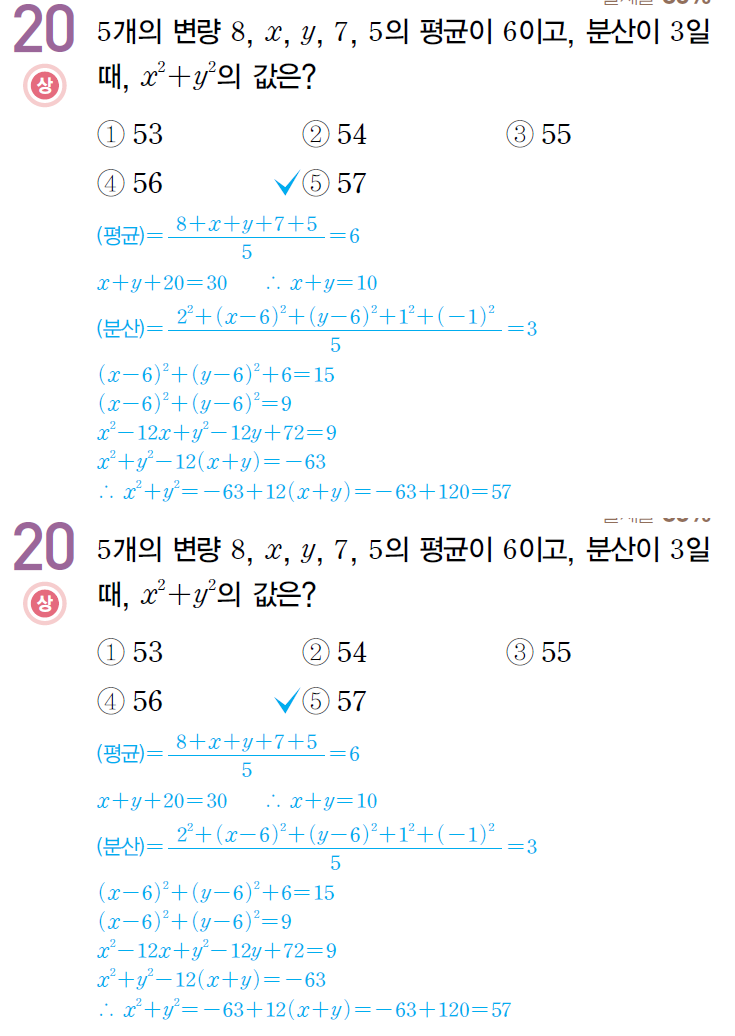 20 5개의 변량 8, x, y, 7, 5의 평균이 6이고, 분산이 3일
상 때, x²+y²의 값은?
① 53 ② 54 ③ 55
④ 56 ✓⑤ 57
(평균)=(8+x+y+7+5)/5=6
x+y+20=30 ∴ x+y=10
(분산)=(2²+(x-6)²+(y-6)²+1²+(-1)²)/5=3
(x-6)²+(y-6)²+6=15
(x-6)²+(y-6)²=9
x²-12x+y²-12y+72=9
x²+y²-12(x+y)=-63
∴ x²+y²=-63+12(x+y)=-63+120=57
20 5개의 변량 8, x, y, 7, 5의 평균이 6이고, 분산이 3일
상 때, x²+y²의 값은?
① 53 ② 54 ③ 55
④ 56 ✓⑤ 57
(평균)=(8+x+y+7+5)/5=6
x+y+20=30 ∴ x+y=10
(분산)=(2²+(x-6)²+(y-6)²+1²+(-1)²)/5=3
(x-6)²+(y-6)²+6=15
(x-6)²+(y-6)²=9
x²-12x+y²-12y+72=9
x²+y²-12(x+y)=-63
∴ x²+y²=-63+12(x+y)=-63+120=57